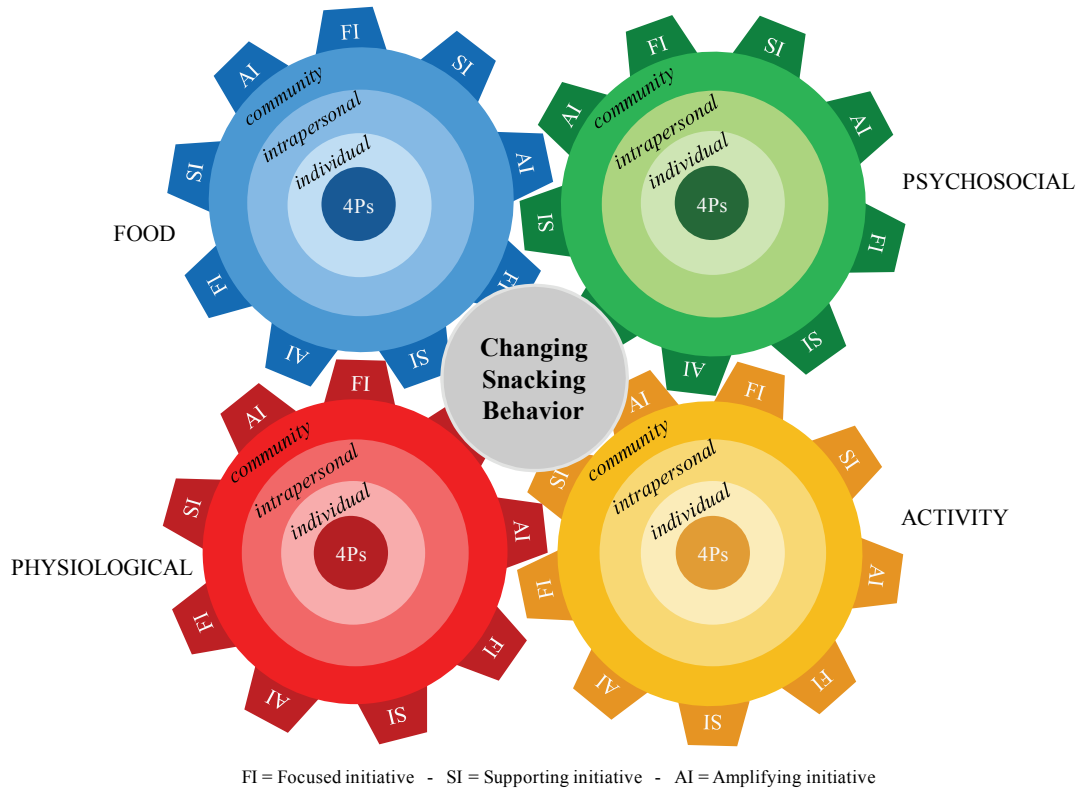 FI
SI
AI
FI
SI
AI
FI
SI
AI
community
intrapersonal
individual
4Ps
FOOD
FI
SI
AI
FI
SI
AI
SI
AI
community
intrapersonal
individual
4Ps
PSYCHOSOCIAL
Changing
Snacking
Behavior
FI
AI
FI
SI
AI
FI
SI
AI
community
intrapersonal
individual
4Ps
PHYSIOLOGICAL
FI
SI
AI
FI
SI
AI
FI
SI
AI
community
intrapersonal
individual
4Ps
ACTIVITY
FI = Focused initiative - SI = Supporting initiative - AI = Amplifying initiative